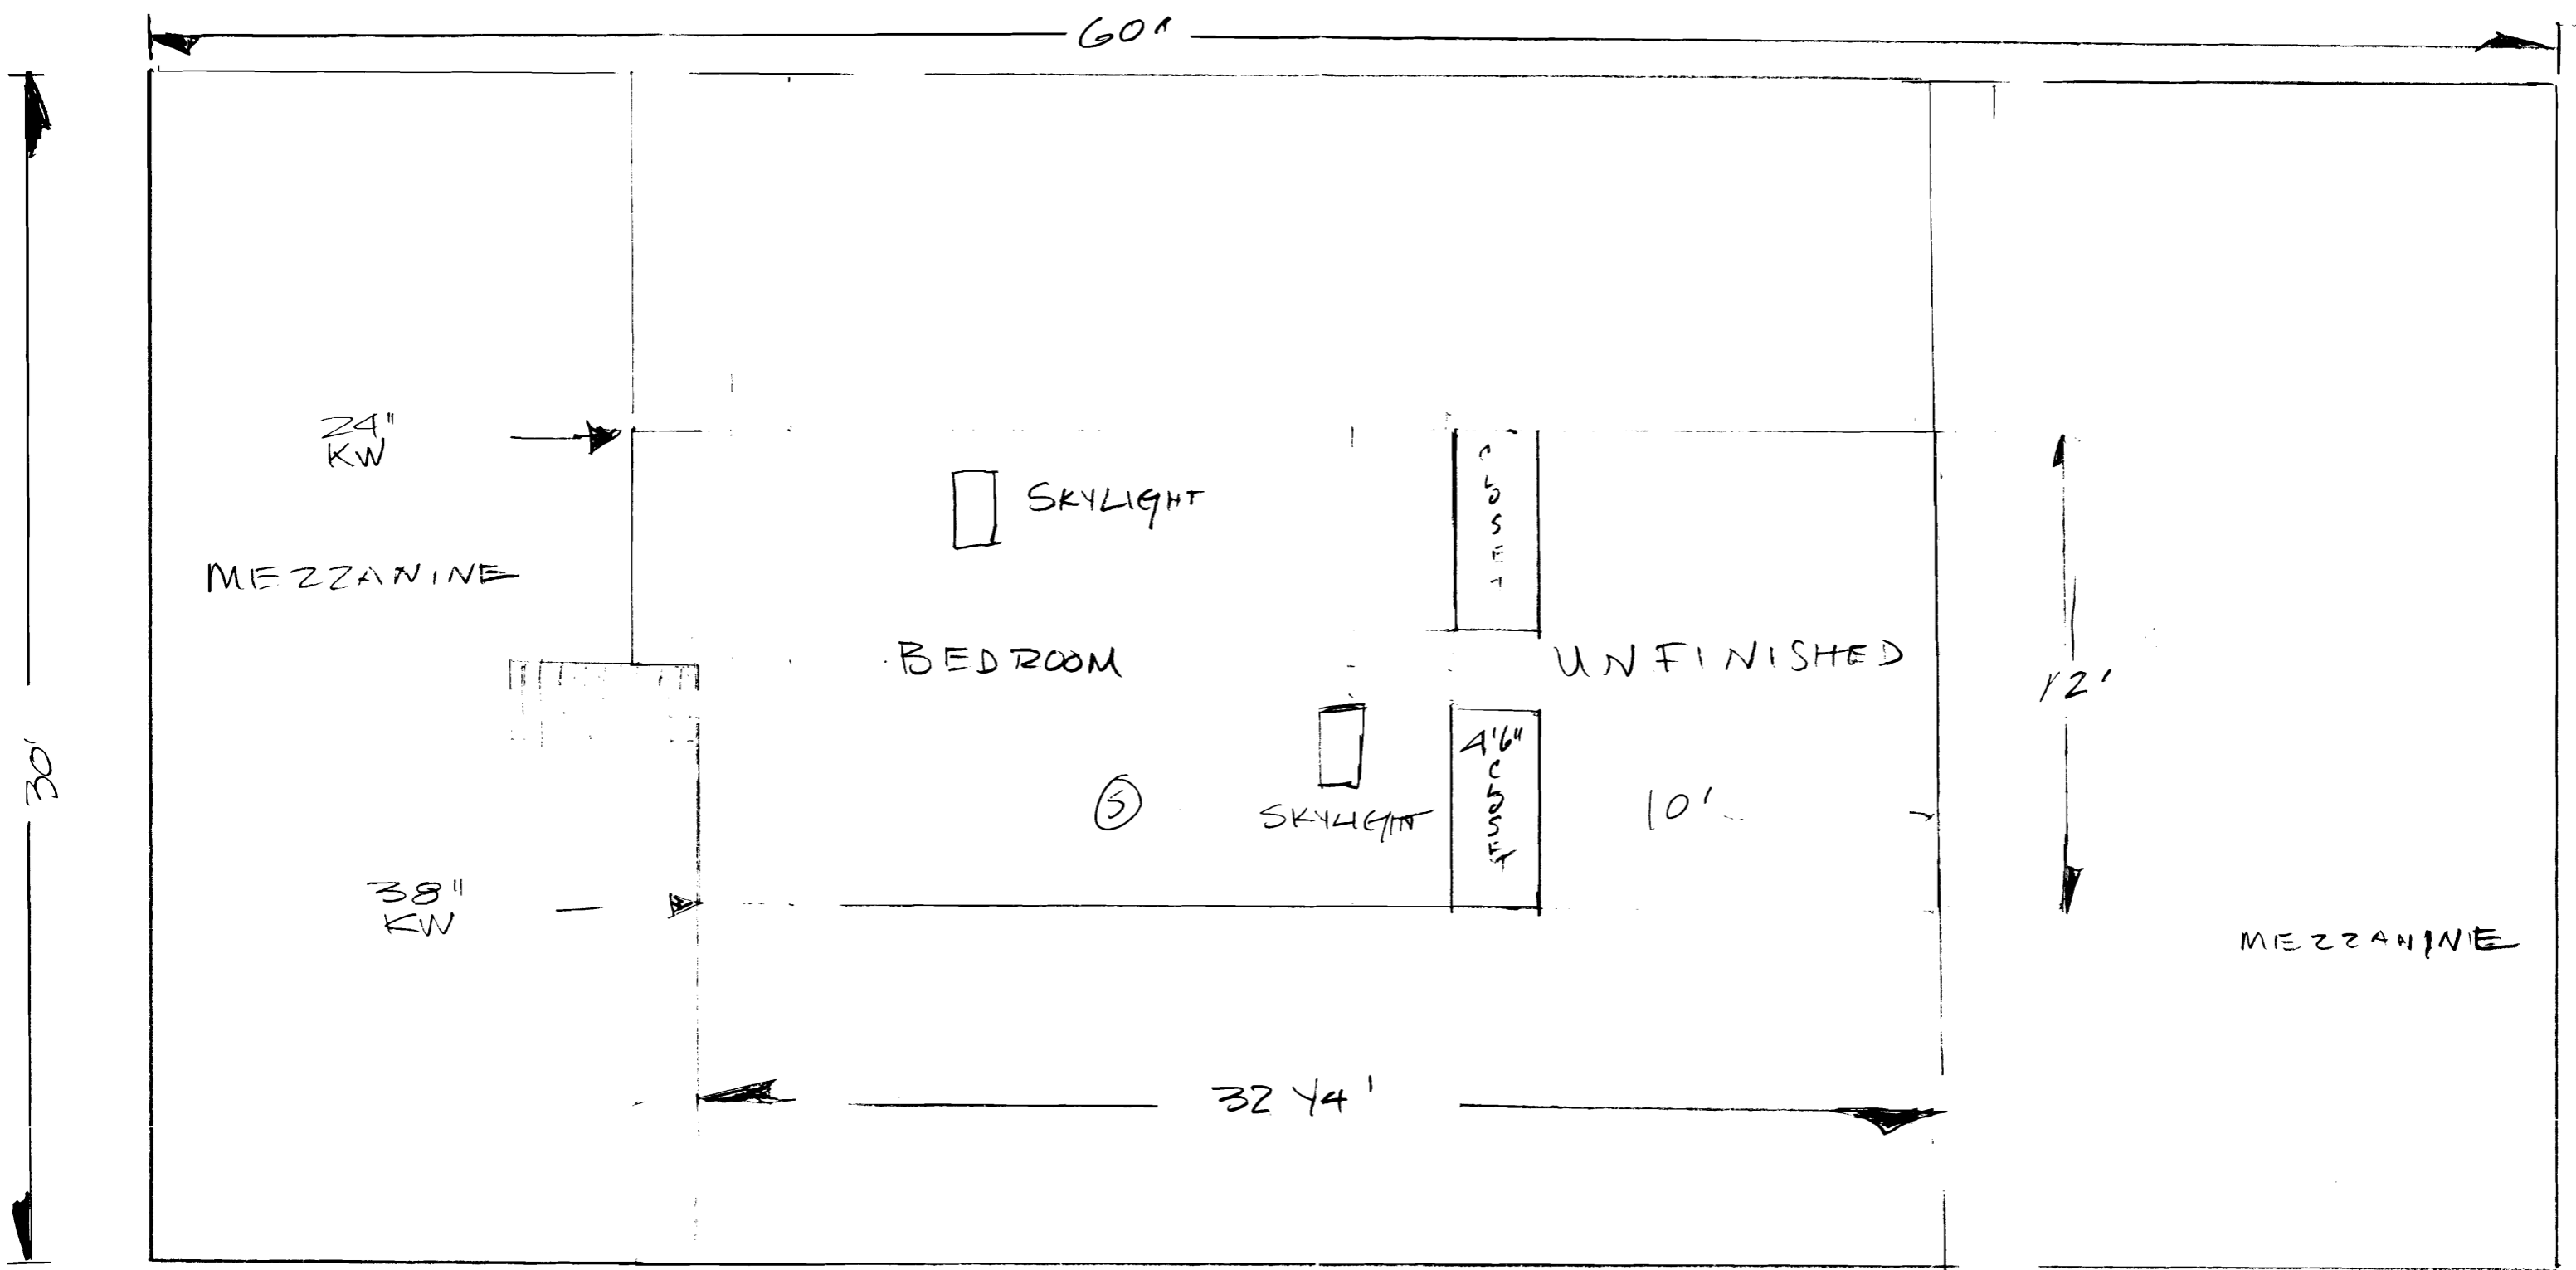 60'
24"
KW
SKYLIGHT
CLOSET
MEZZANINE
BEDROOM
UNFINISHED
12'
30'
4'6"
CLOSET
S
SKYLIGHT
10'
38"
KW
MEZZANINE
32 1/4'